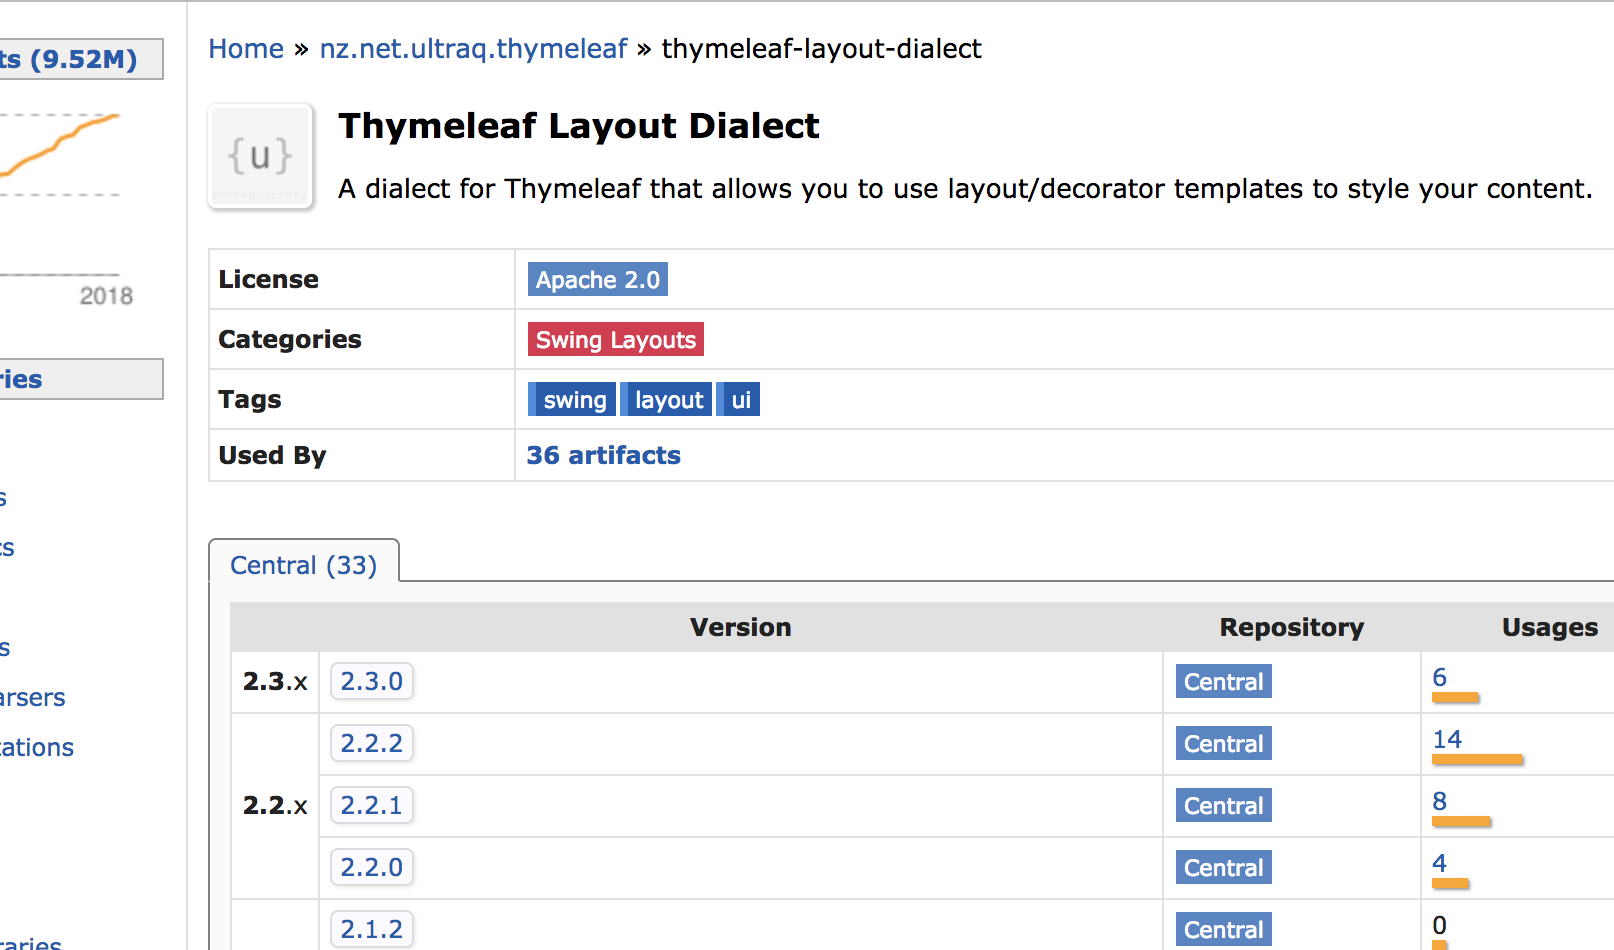 ts (9.52M)
2018
ries
s
ts
s
arsers
tations
raries
Home » nz.net.ultraq.thymeleaf » thymeleaf-layout-dialect
{u}
Thymeleaf Layout Dialect
A dialect for Thymeleaf that allows you to use layout/decorator templates to style your content.
License Apache 2.0
Categories Swing Layouts
Tags swing layout ui
Used By 36 artifacts
Central (33)
Version Repository Usages
2.3.x 2.3.0 Central 6
2.2.2 Central 14
2.2.x 2.2.1 Central 8
2.2.0 Central 4
2.1.2 Central 0